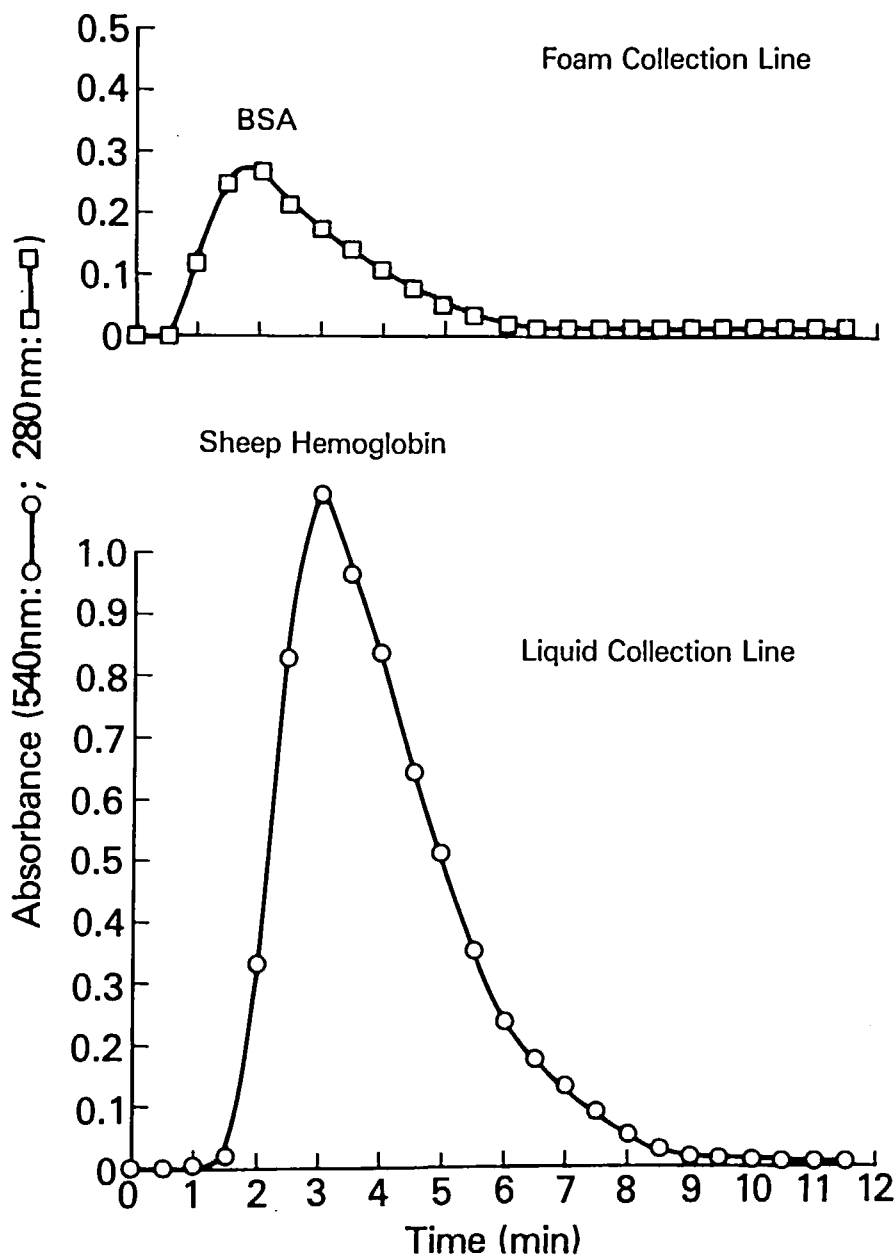 0.5
Foam Collection Line
0.4
BSA
0.3
0.2
0.1
0
Absorbance (540nm: ; 280nm: )
Sheep Hemoglobin
1.0
0.9
Liquid Collection Line
0.8
0.7
0.6
0.5
0.4
0.3
0.2
0.1
0
0 1 2 3 4 5 6 7 8 9 10 11 12
Time (min)